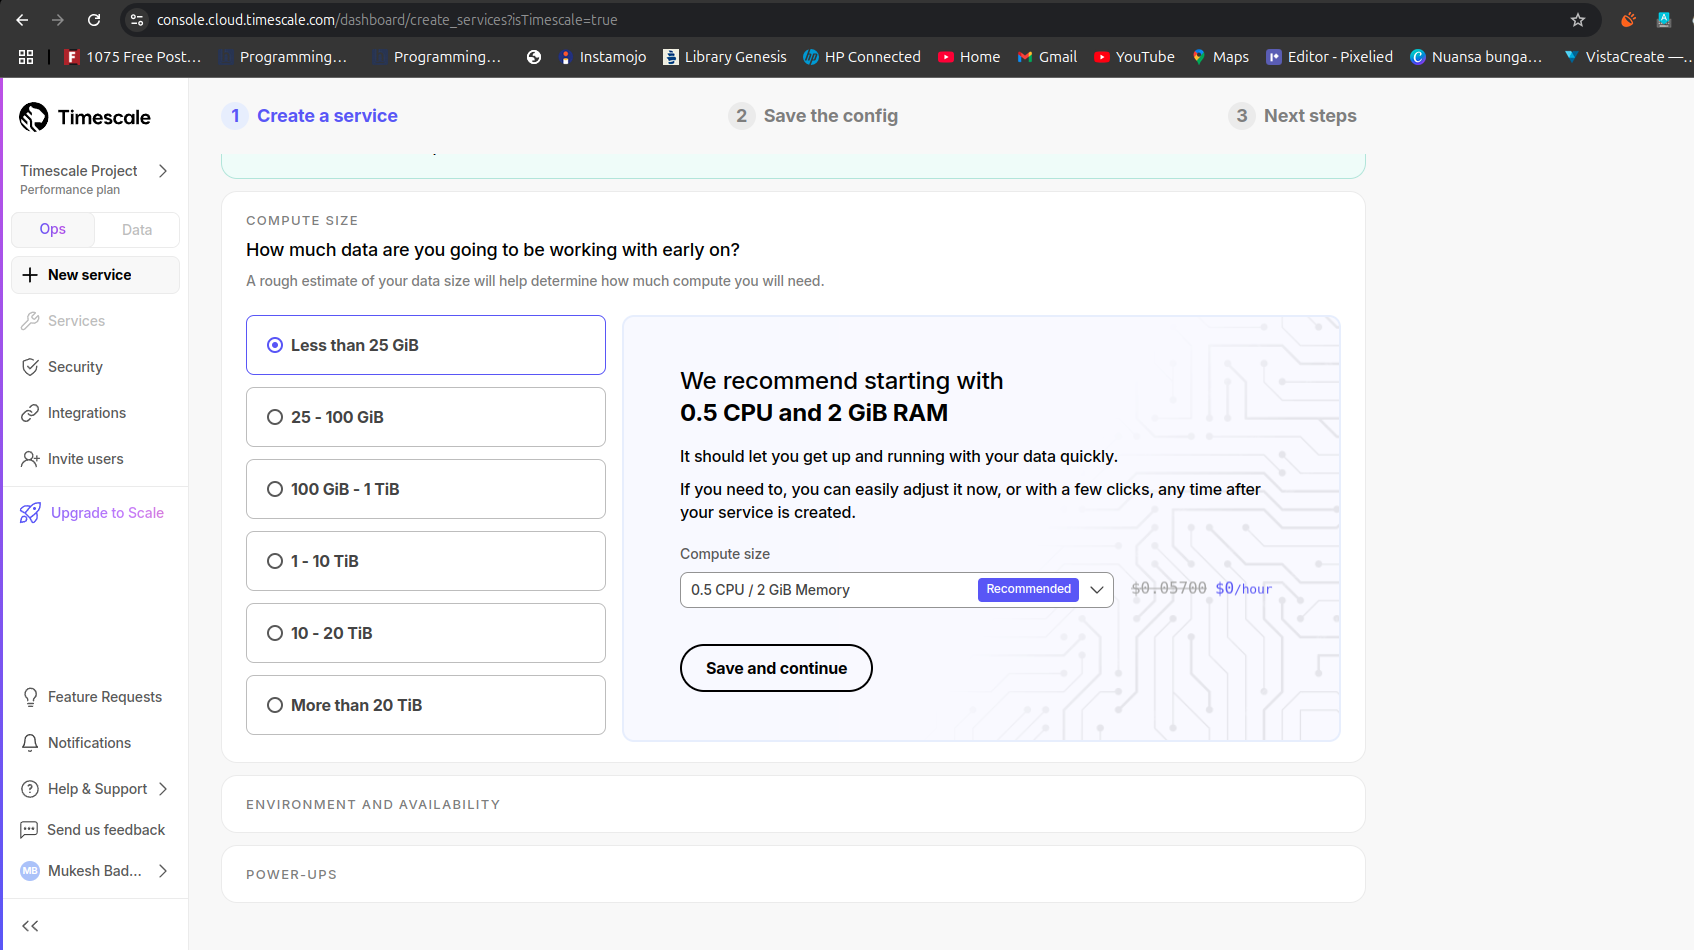 console.cloud.timescale.com/dashboard/create_services?isTimescale=true
1075 Free Post...
Programming...
Programming...
Instamojo
Library Genesis
HP Connected
Home
Gmail
YouTube
Maps
Editor - Pixelied
Nuansa bunga...
VistaCreate —...
Timescale
Timescale Project
Performance plan
Ops
Data
New service
Services
Security
Integrations
Invite users
Upgrade to Scale
Feature Requests
Notifications
Help & Support
Send us feedback
MB
Mukesh Bad...
1 Create a service
2 Save the config
3 Next steps
COMPUTE SIZE
How much data are you going to be working with early on?
A rough estimate of your data size will help determine how much compute you will need.
Less than 25 GiB
25 - 100 GiB
100 GiB - 1 TiB
1 - 10 TiB
10 - 20 TiB
More than 20 TiB
We recommend starting with
0.5 CPU and 2 GiB RAM
It should let you get up and running with your data quickly.
If you need to, you can easily adjust it now, or with a few clicks, any time after
your service is created.
Compute size
0.5 CPU / 2 GiB Memory
Recommended
$0.05700 $0/hour
Save and continue
ENVIRONMENT AND AVAILABILITY
POWER-UPS